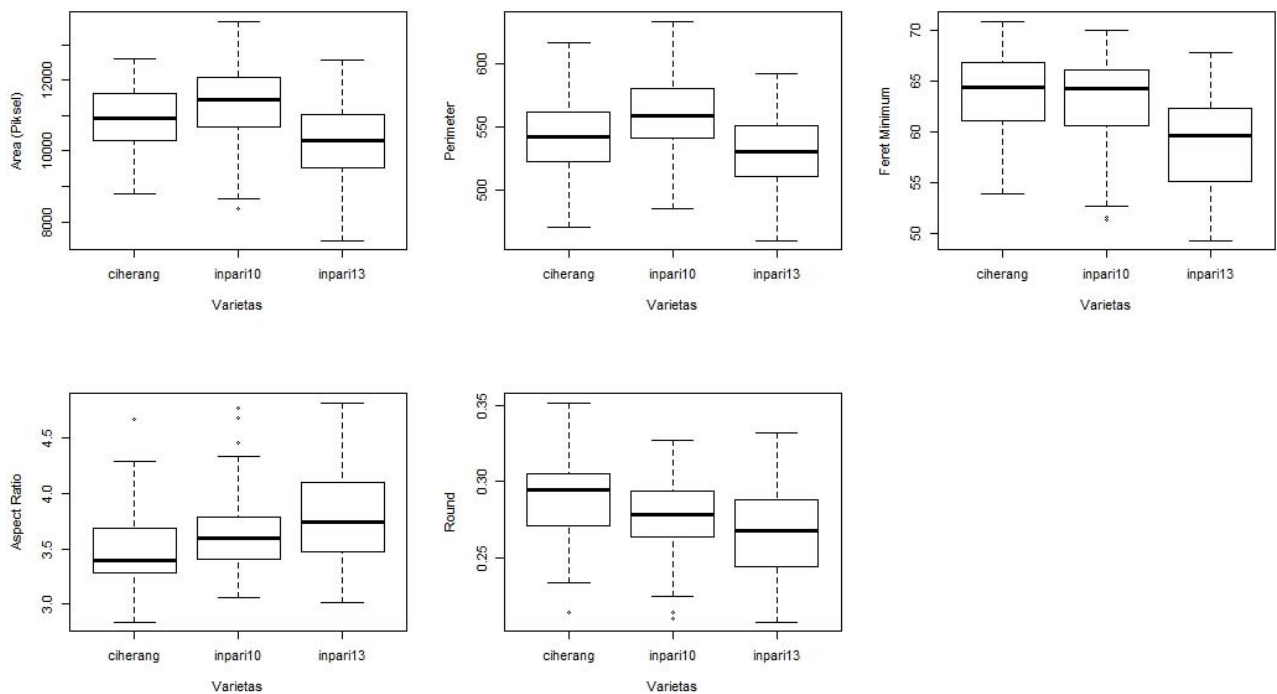 Area (Piksel)
8000
10000
12000
ciherang
inpari10
inpari13
Varietas
Perimeter
500
550
600
ciherang
inpari10
inpari13
Varietas
Feret Minimum
50
55
60
65
70
ciherang
inpari10
inpari13
Varietas
Aspect Ratio
3.0
3.5
4.0
4.5
ciherang
inpari10
inpari13
Varietas
Round
0.25
0.30
0.35
ciherang
inpari10
inpari13
Varietas